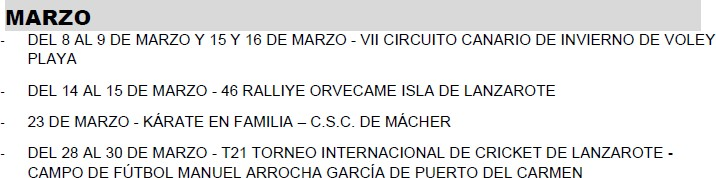 MARZO
- DEL 8 AL 9 DE MARZO Y 15 Y 16 DE MARZO - VII CIRCUITO CANARIO DE INVIERNO DE VOLEY
PLAYA
- DEL 14 AL 15 DE MARZO - 46 RALLIYE ORVECAME ISLA DE LANZAROTE
- 23 DE MARZO - KÁRATE EN FAMILIA – C.S.C. DE MÁCHER
- DEL 28 AL 30 DE MARZO - T21 TORNEO INTERNACIONAL DE CRICKET DE LANZAROTE -
CAMPO DE FÚTBOL MANUEL ARROCHA GARCÍA DE PUERTO DEL CARMEN